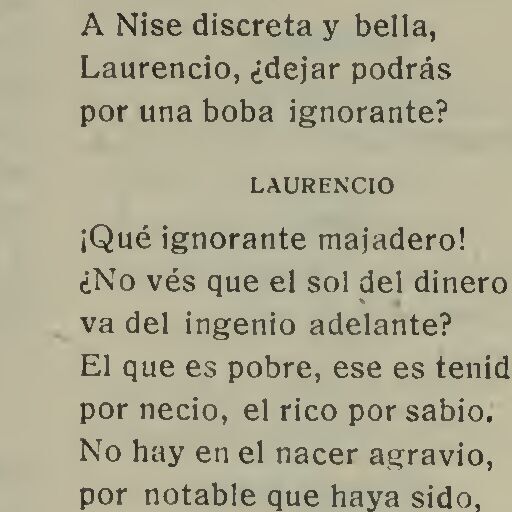 A Nise discreta y bella,
Laurencio, ¿dejar podrás
por una boba ignorante?
LAURENCIO
¡Qué ignorante majadero!
¿No vés que el sol del dinero
va del ingenio adelante?
El que es pobre, ese es tenid
por necio, el rico por sabio.
No hay en el nacer agravio,
por notable que haya sido,